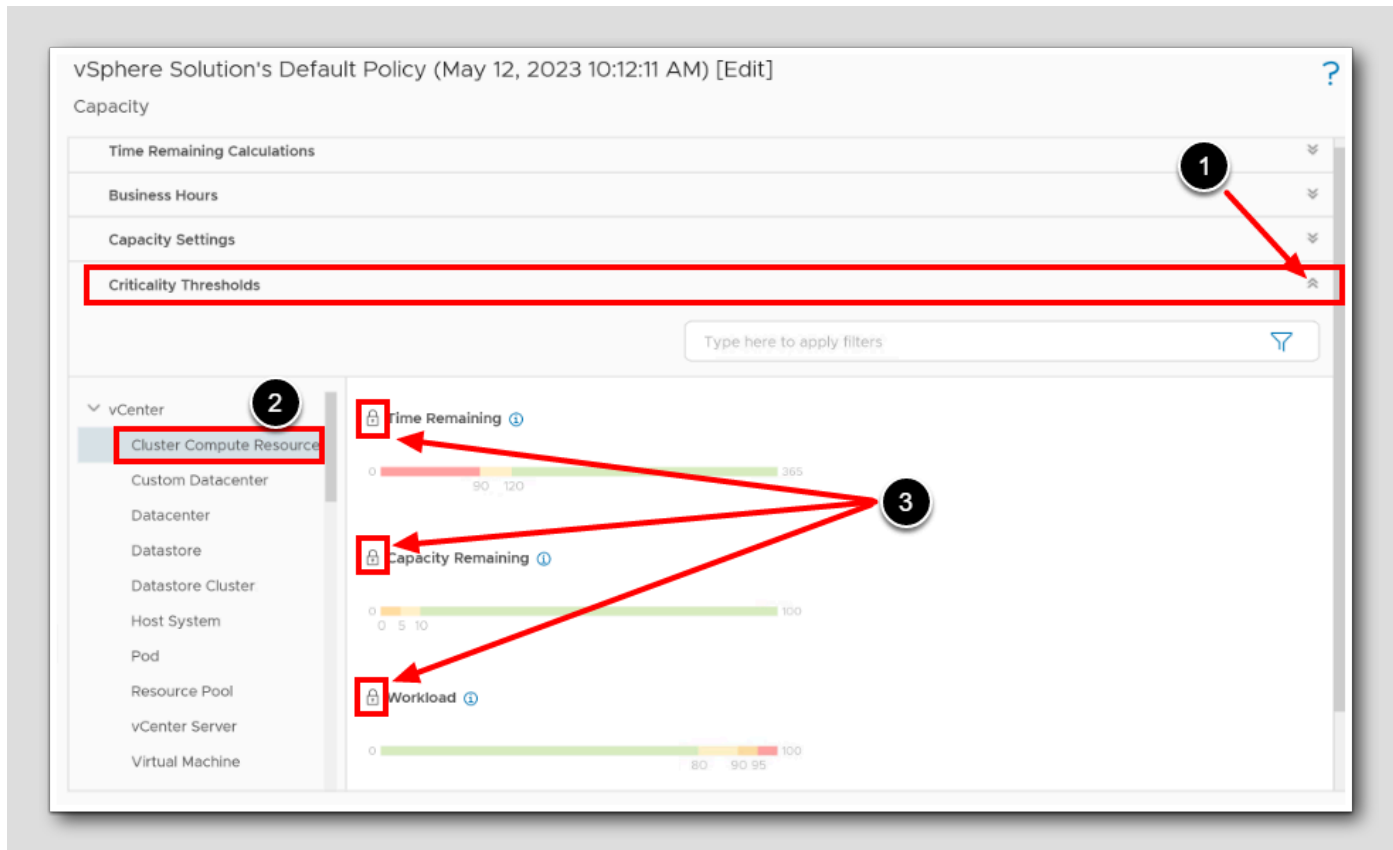 vSphere Solution's Default Policy (May 12, 2023 10:12:11 AM) [Edit]
?
Capacity
Time Remaining Calculations
1
Business Hours
Capacity Settings
Criticality Thresholds
Type here to apply filters
vCenter
2
Cluster Compute Resource
Custom Datacenter
Datacenter
Datastore
Datastore Cluster
Host System
Pod
Resource Pool
vCenter Server
Virtual Machine
Time Remaining
0 365
90 120
3
Capacity Remaining
0 100
0 5 10
Workload
0 100
80 90 95